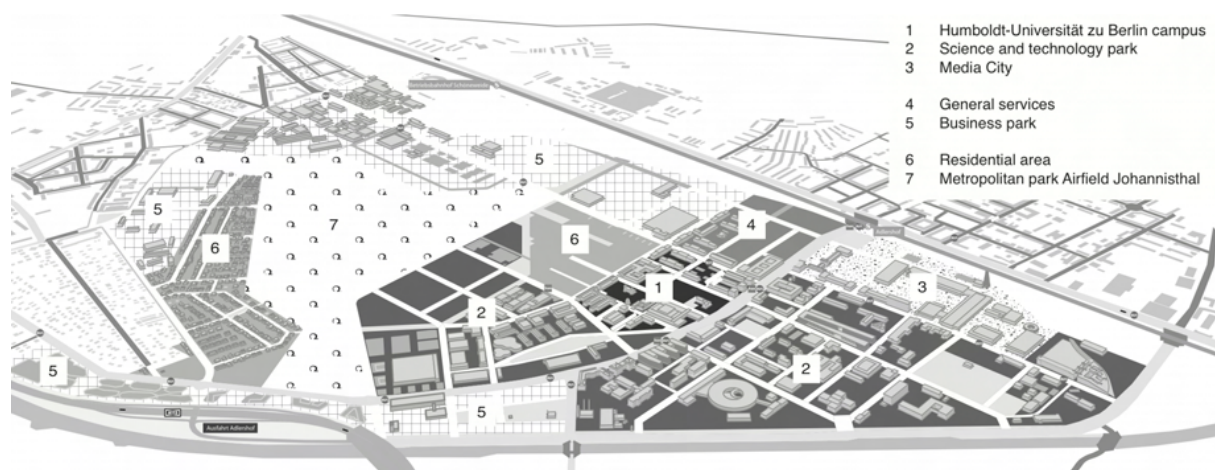 1 Humboldt-Universität zu Berlin campus
2 Science and technology park
3 Media City
4 General services
5 Business park
6 Residential area
7 Metropolitan park Airfield Johannisthal
5
5
4
6
7
6
1
3
2
2
5
5
Adlershof
Ausfahrt Adlershof